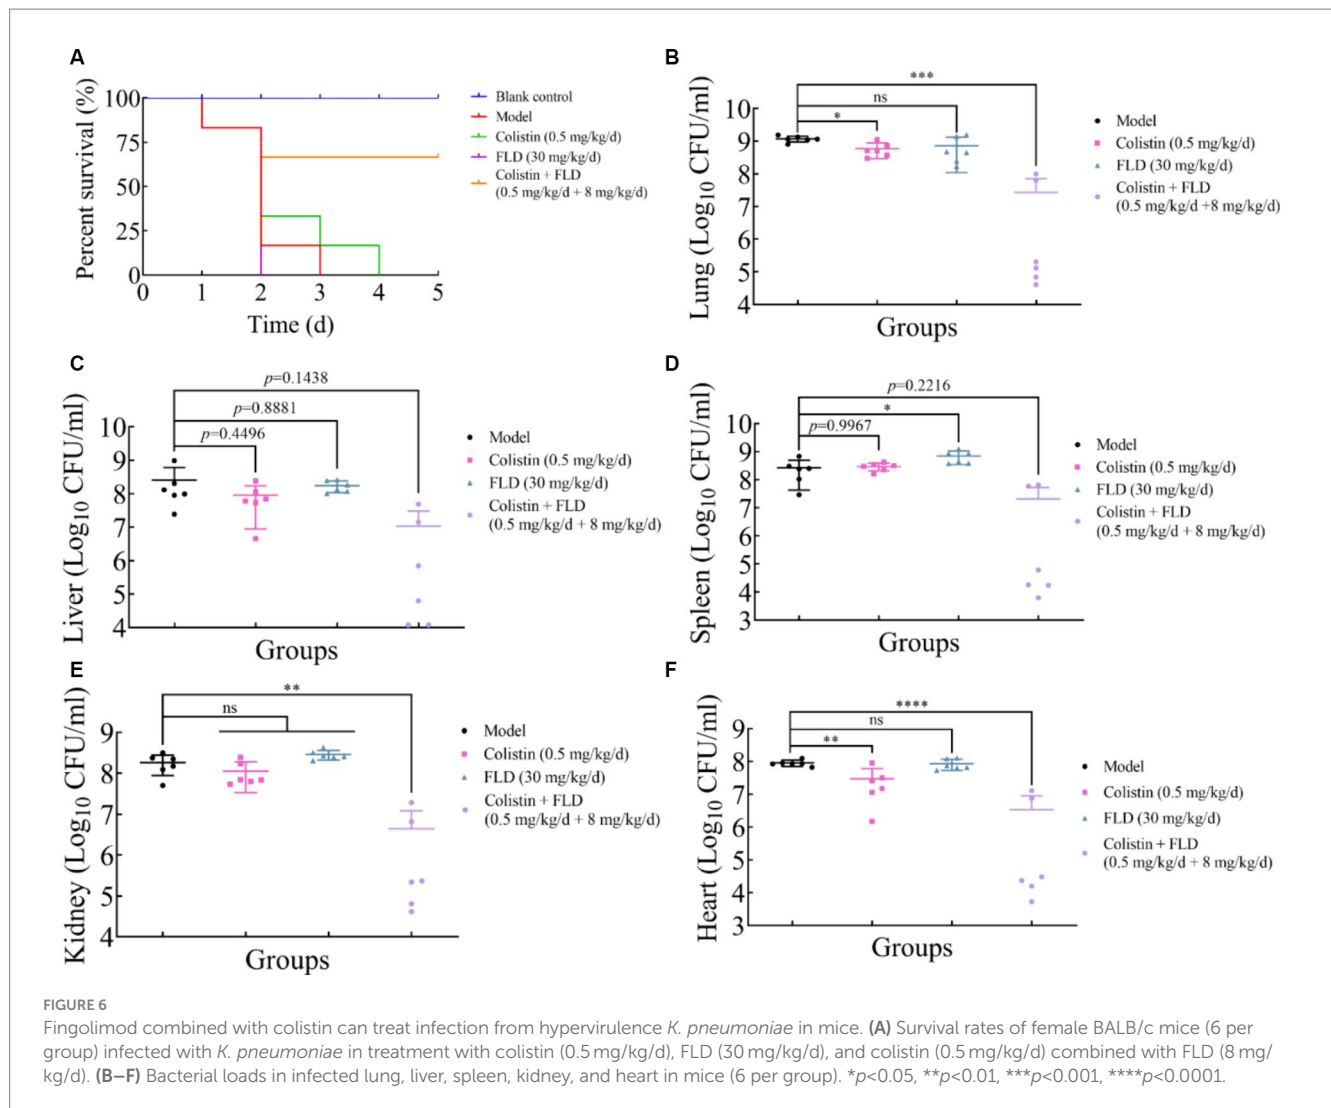 A
Percent survival (%)
100
75
50
25
0
0 1 2 3 4 5
Time (d)
Blank control
Model
Colistin (0.5 mg/kg/d)
FLD (30 mg/kg/d)
Colistin + FLD
(0.5 mg/kg/d + 8 mg/kg/d)
B
Lung (Log10 CFU/ml)
10
9
8
7
6
5
4
***
ns
*
Groups
Model
Colistin (0.5 mg/kg/d)
FLD (30 mg/kg/d)
Colistin + FLD
(0.5 mg/kg/d +8 mg/kg/d)
C
Liver (Log10 CFU/ml)
10
9
8
7
6
5
4
p=0.1438
p=0.8881
p=0.4496
Groups
Model
Colistin (0.5 mg/kg/d)
FLD (30 mg/kg/d)
Colistin + FLD
(0.5 mg/kg/d + 8 mg/kg/d)
D
Spleen (Log10 CFU/ml)
10
9
8
7
6
5
4
3
p=0.2216
*
p=0.9967
Groups
Model
Colistin (0.5 mg/kg/d)
FLD (30 mg/kg/d)
Colistin + FLD
(0.5 mg/kg/d + 8 mg/kg/d)
E
Kidney (Log10 CFU/ml)
9
8
7
6
5
4
**
ns
Groups
Model
Colistin (0.5 mg/kg/d)
FLD (30 mg/kg/d)
Colistin + FLD
(0.5 mg/kg/d + 8 mg/kg/d)
F
Heart (Log10 CFU/ml)
9
8
7
6
5
4
3
****
ns
**
Groups
Model
Colistin (0.5 mg/kg/d)
FLD (30 mg/kg/d)
Colistin + FLD
(0.5 mg/kg/d + 8 mg/kg/d)
FIGURE 6
Fingolimod combined with colistin can treat infection from hypervirulence K. pneumoniae in mice. (A) Survival rates of female BALB/c mice (6 per
group) infected with K. pneumoniae in treatment with colistin (0.5 mg/kg/d), FLD (30 mg/kg/d), and colistin (0.5 mg/kg/d) combined with FLD (8 mg/
kg/d). (B–F) Bacterial loads in infected lung, liver, spleen, kidney, and heart in mice (6 per group). *p<0.05, **p<0.01, ***p<0.001, ****p<0.0001.